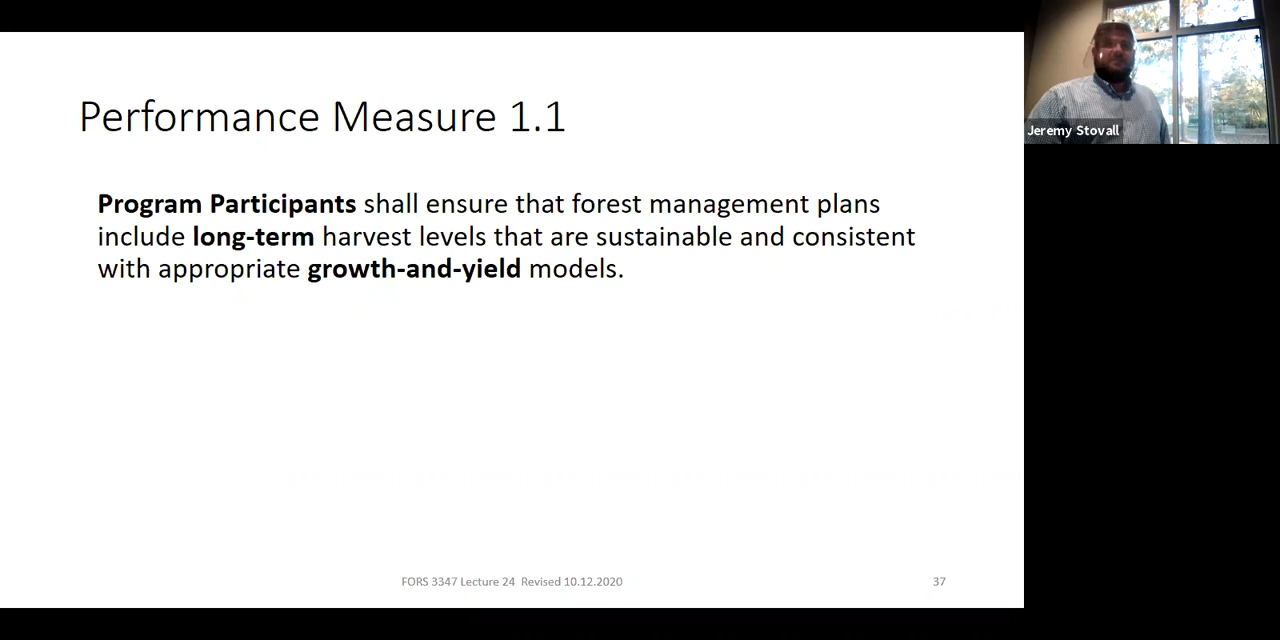 Performance Measure 1.1
Jeremy Stovall
Program Participants shall ensure that forest management plans
include long-term harvest levels that are sustainable and consistent
with appropriate growth-and-yield models.
FORS 3347 Lecture 24 Revised 10.12.2020
37